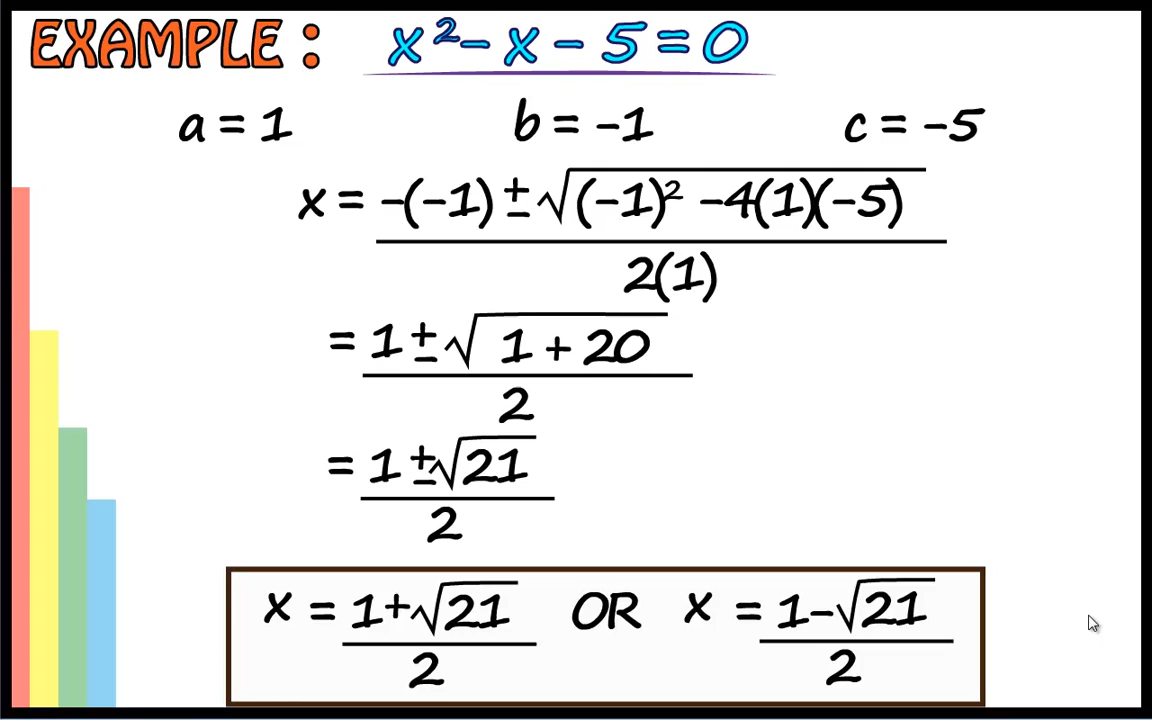 EXAMPLE : x² - x - 5 = 0
a = 1 b = -1 c = -5
x = -(-1) ± √(-1)² -4(1)(-5)
2(1)
= 1 ± √ 1 + 20
2
= 1 ± √21
2
x = 1+√21 OR x = 1-√21
2 2